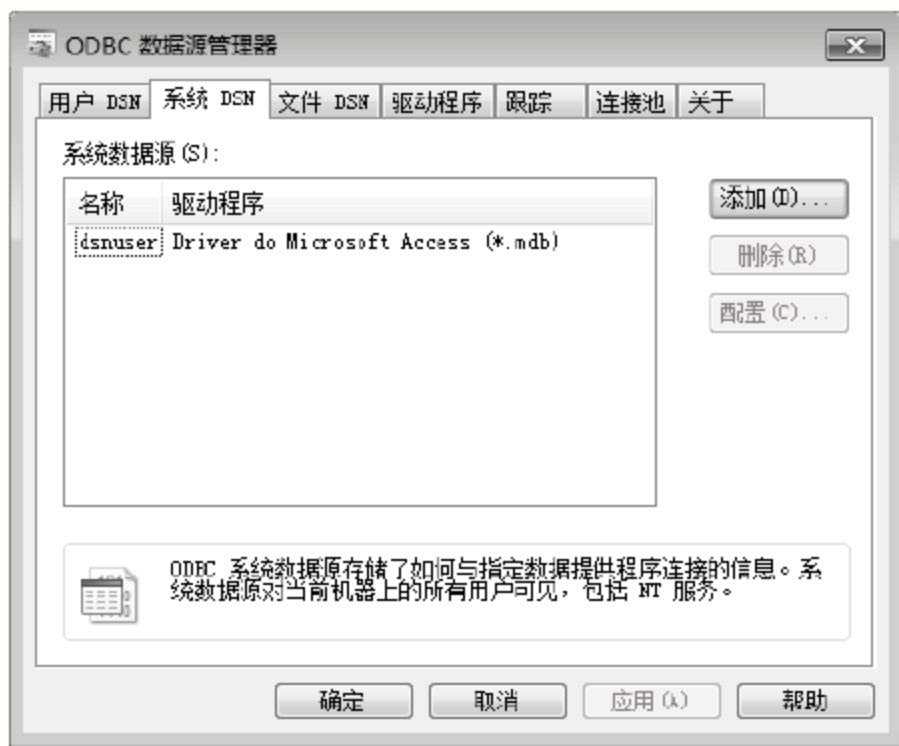 ODBC 数据源管理器
用户 DSN 系统 DSN 文件 DSN 驱动程序 跟踪 连接池 关于
系统数据源(S):
名称 驱动程序
dsnuser Driver do Microsoft Access (*.mdb)
添加(D)...
删除(R)
配置(C)...
ODBC 系统数据源存储了如何与指定数据提供程序连接的信息。系
统数据源对当前机器上的所有用户可见，包括 NT 服务。
确定 取消 应用(A) 帮助